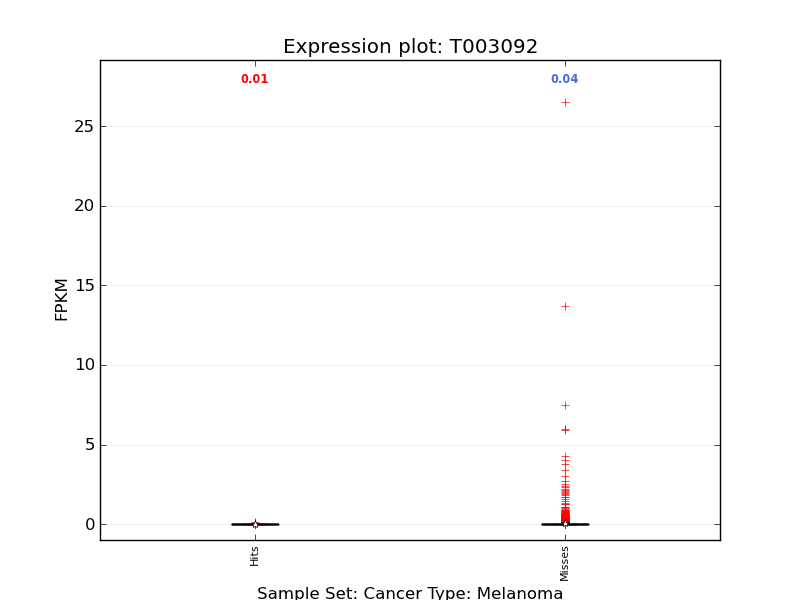 Expression plot: T003092
0.01
0.04
25
20
15
10
5
0
FPKM
Hits
Misses
Sample Set: Cancer Type: Melanoma